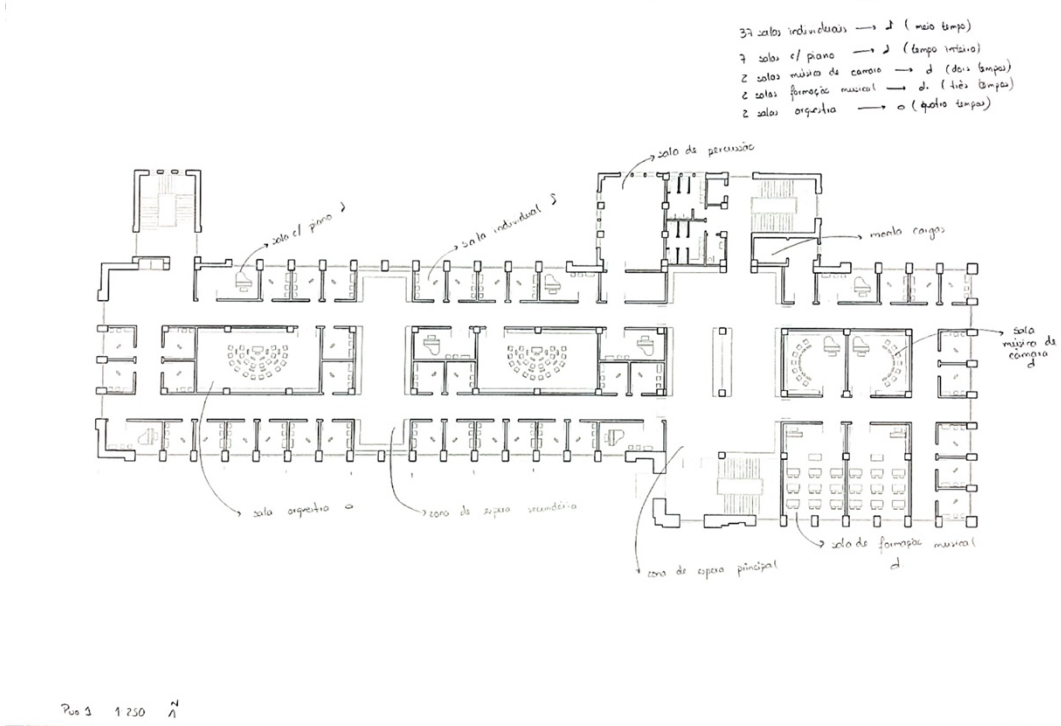 37 salas individuais → ♪ (meio tempo)
7 salas c/ piano → ♩ (tempo inteiro)
2 salas música de camara → d (dois tempos)
2 salas formação musical → d. (três tempos)
2 salas orquestra → o (quatro tempos)
sala de percussão
sala c/ piano ♩
sala individual ♪
monta cargas
sala
música de
câmara
d
sala orquestra o
zona de espera secundária
sala de formação musical
d
zona de espera principal
Piso 1 1:250 N